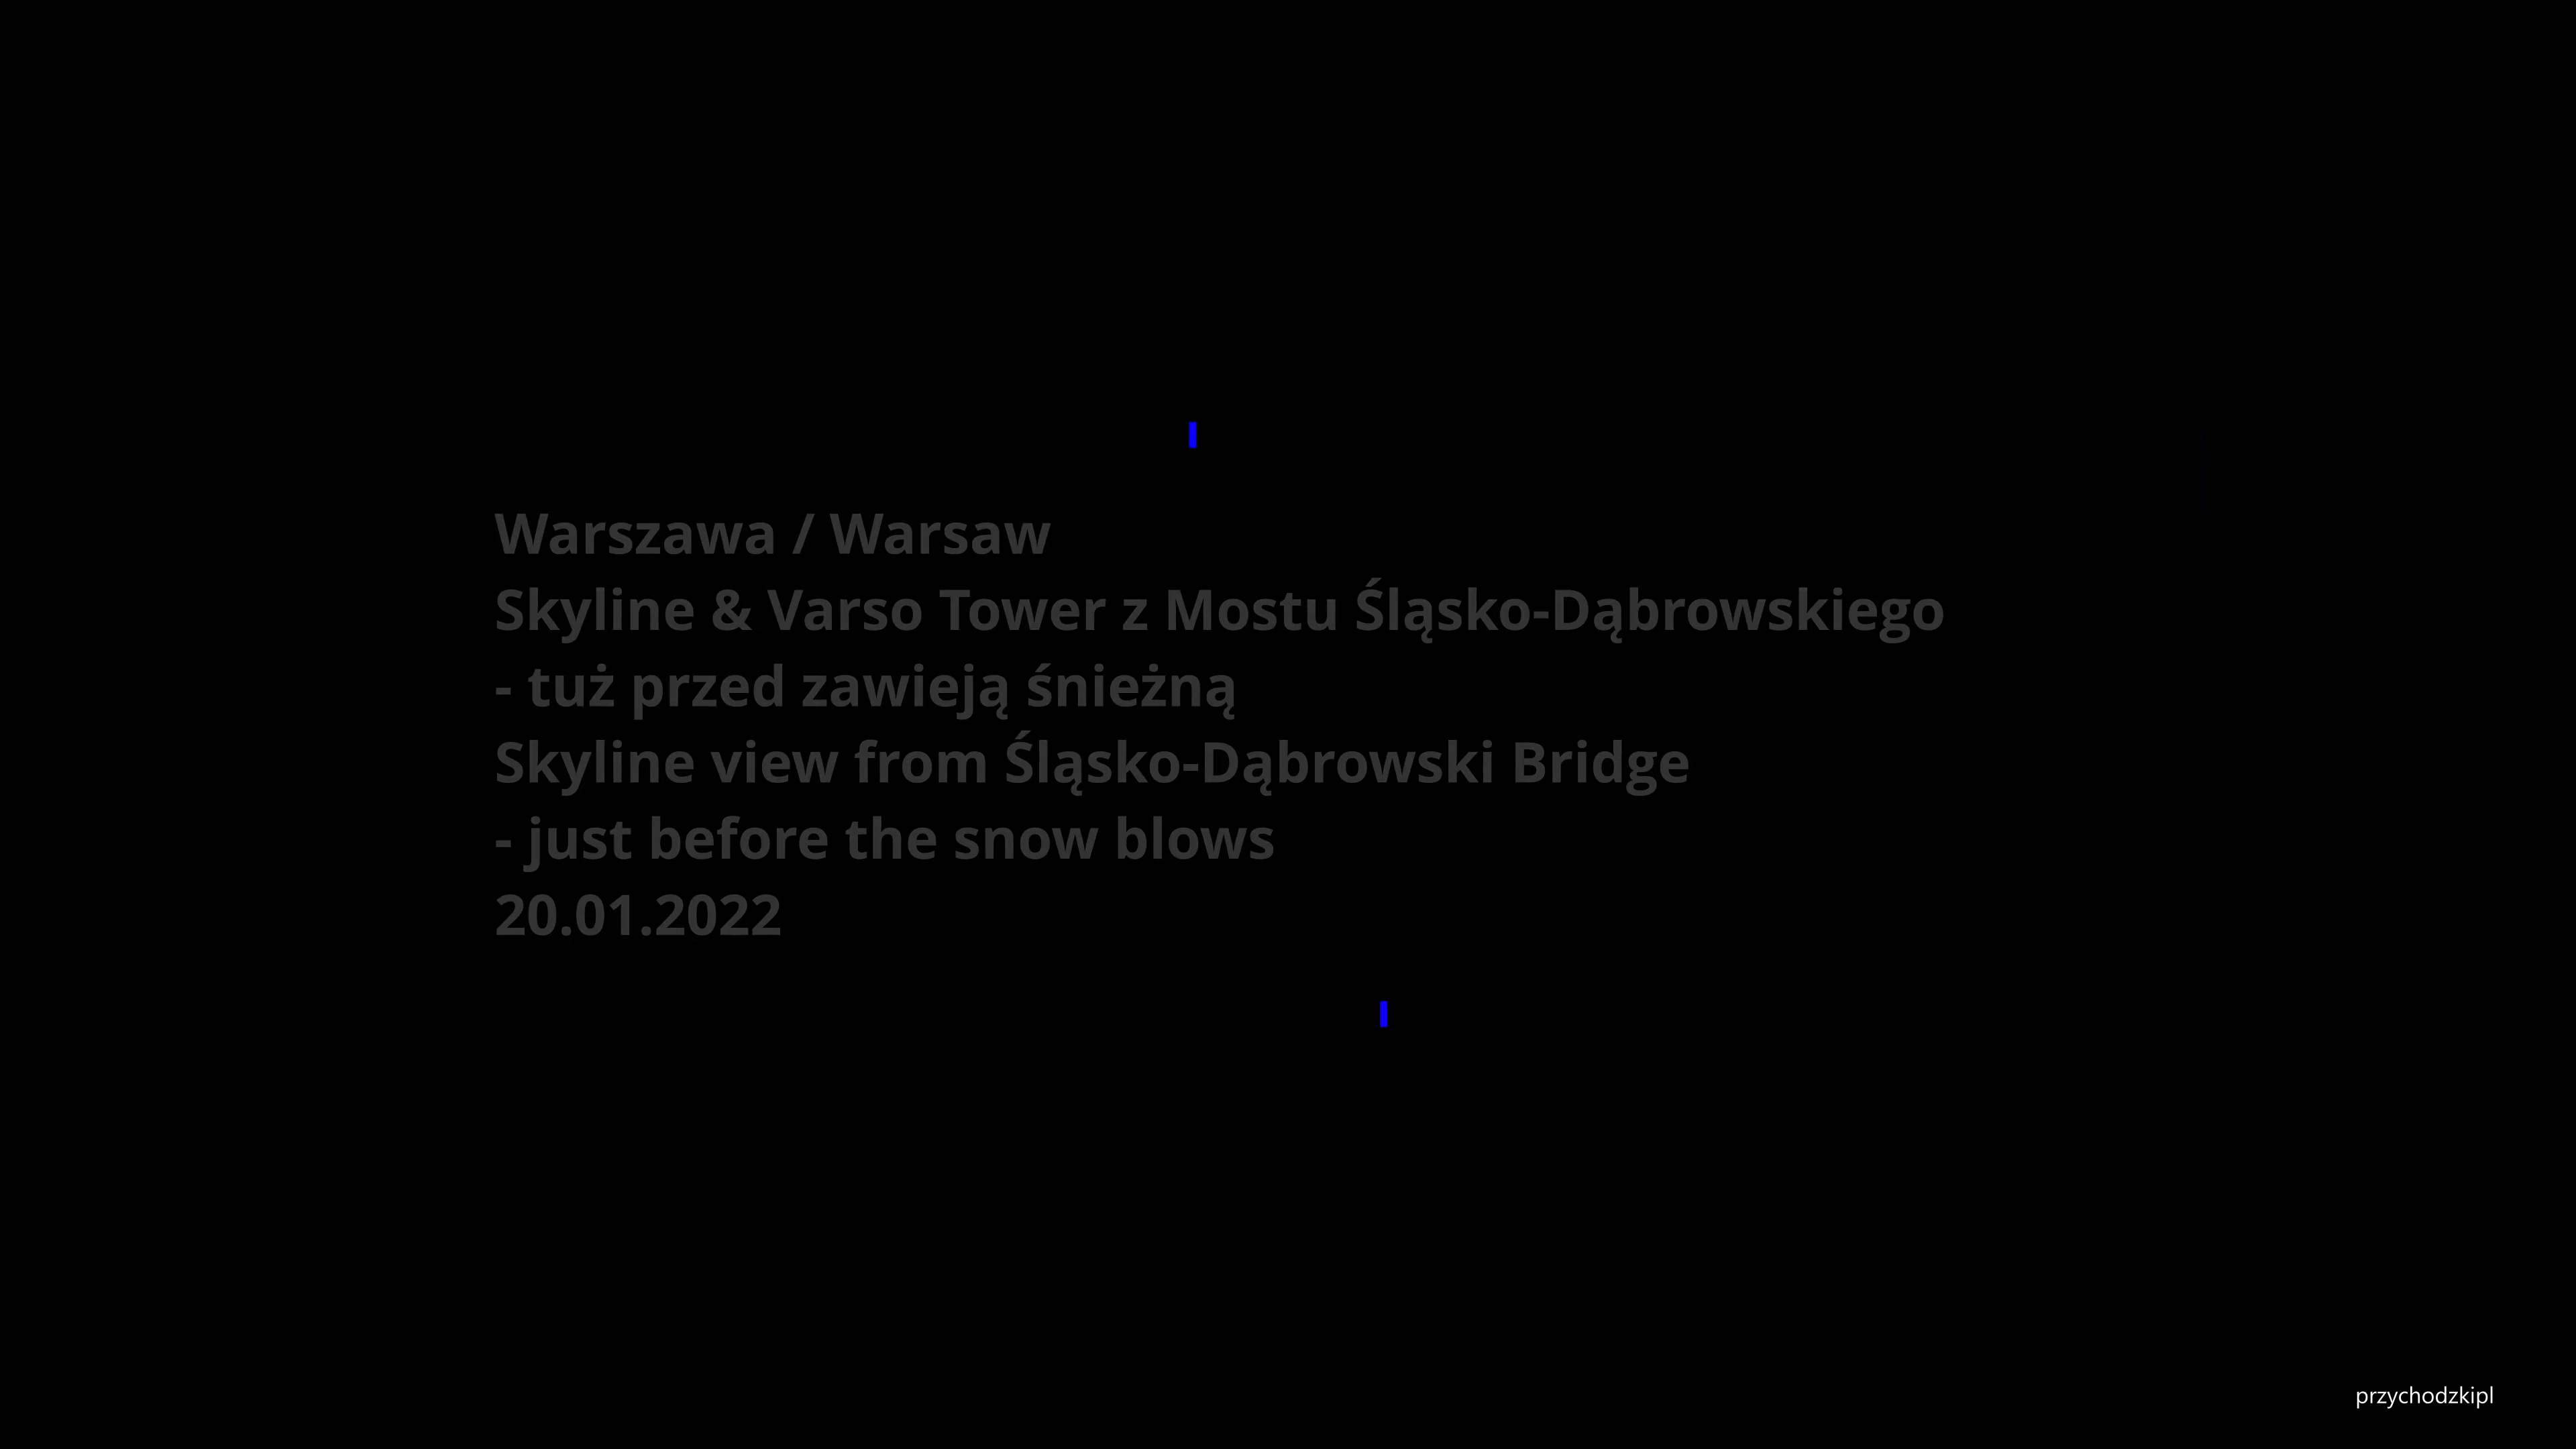 Warszawa / Warsaw
Skyline & Varso Tower z Mostu Śląsko-Dąbrowskiego
- tuż przed zawieją śnieżną
Skyline view from Śląsko-Dąbrowski Bridge
- just before the snow blows
20.01.2022
przychodzkipl